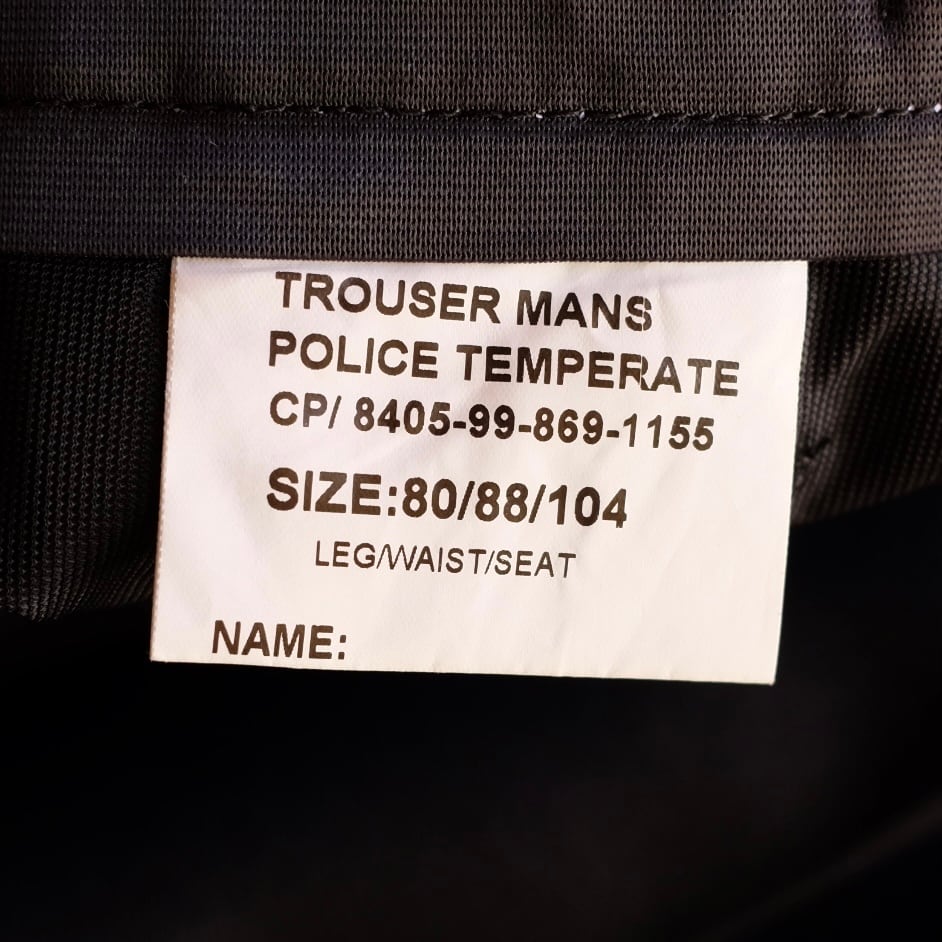 TROUSER MANS
POLICE TEMPERATE
CP/ 8405-99-869-1155
SIZE:80/88/104
LEG/WAIST/SEAT
NAME: